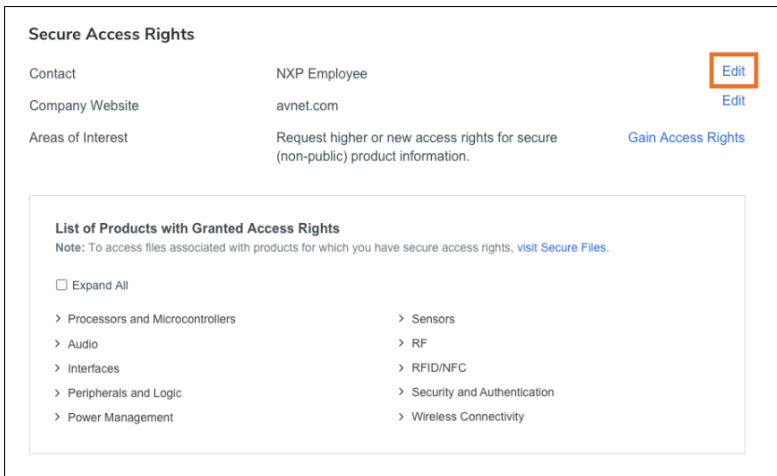 Secure Access Rights
Contact NXP Employee Edit
Company Website avnet.com Edit
Areas of Interest Request higher or new access rights for secure Gain Access Rights
(non-public) product information.
List of Products with Granted Access Rights
Note: To access files associated with products for which you have secure access rights, visit Secure Files.
Expand All
> Processors and Microcontrollers > Sensors
> Audio > RF
> Interfaces > RFID/NFC
> Peripherals and Logic > Security and Authentication
> Power Management > Wireless Connectivity